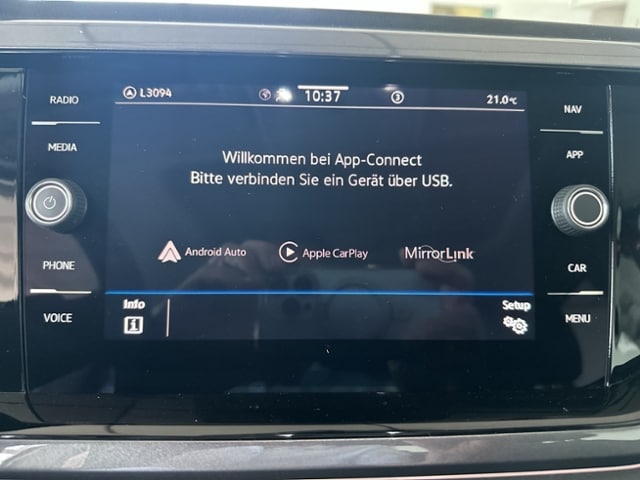 RADIO
MEDIA
PHONE
VOICE
L3094
10:37
3
21.0°C
Willkommen bei App-Connect
Bitte verbinden Sie ein Gerät über USB.
Android Auto
Apple CarPlay
MirrorLink
Info
i
Setup
NAV
APP
CAR
MENU